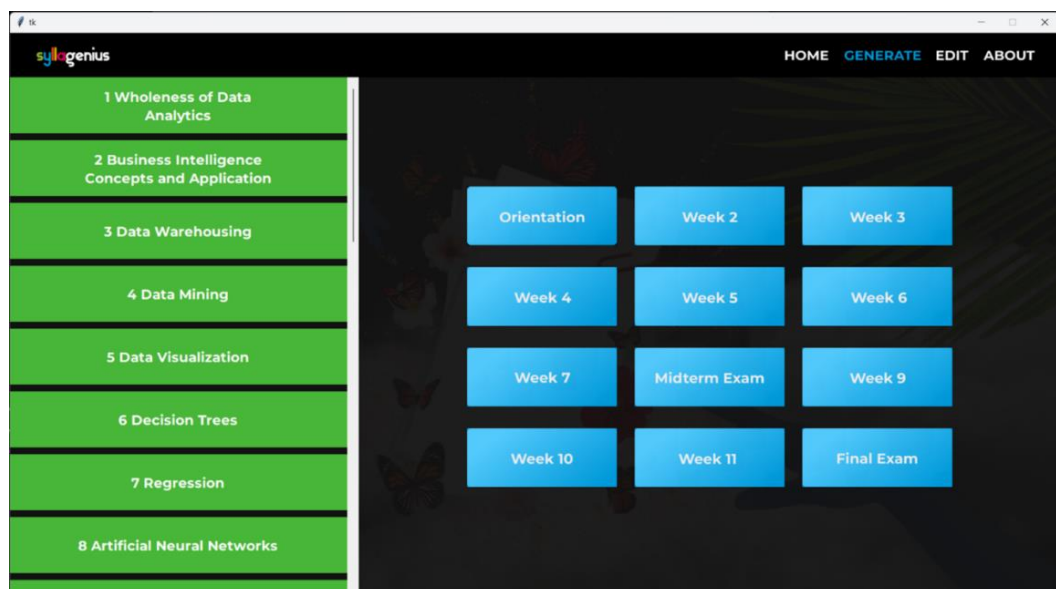 tk
syllogenius
HOME GENERATE EDIT ABOUT
1 Wholeness of Data
Analytics
2 Business Intelligence
Concepts and Application
3 Data Warehousing
4 Data Mining
5 Data Visualization
6 Decision Trees
7 Regression
8 Artificial Neural Networks
Orientation Week 2 Week 3
Week 4 Week 5 Week 6
Week 7 Midterm Exam Week 9
Week 10 Week 11 Final Exam